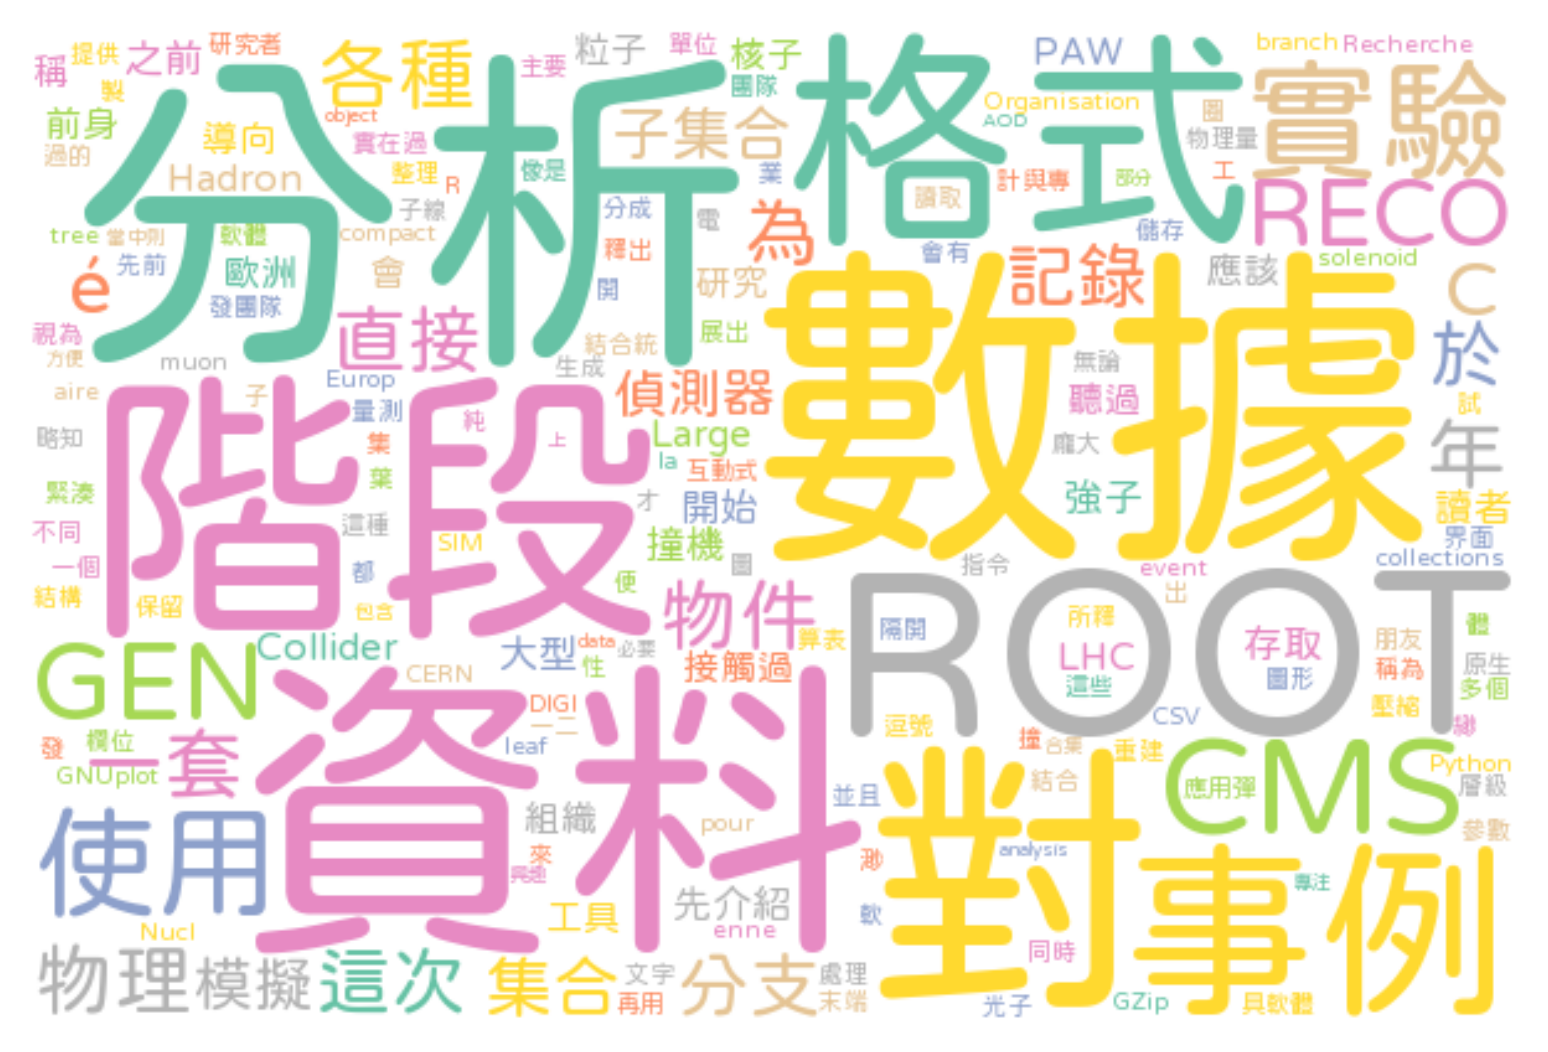 稱
提供
之前
研究者
各種
主要
粒子
單位
核子
團隊
PAW
branch
Recherche
製
object
Organisation
AOD
圈
前身
過的
導向
實在過
分析
子集合
格式
實驗
物理量
Hadron
整理
R
像是
業
讀取
計與專
部分
工
RECO
子線
分成
電
為
儲存
tree
當中則
軟體
compact
釋出
會有
先前
歐洲
é
會
開
研究
記錄
應該
solenoid
C
發團隊
視為
方便
直接
結合統
展出
數據
於
muon
生成
無論
aire
Europ
子
量測
純
上
偵測器
聽過
試
略知
集
Large
龐大
年
階段
la
互動式
葉
緊湊
才
開始
強子
讀者
不同
這種
SIM
撞機
界面
一個
都
圖
指令
event
collections
結構
保留
包含
便
物件
出
ROOT
所釋
隔開
LHC
存取
朋友
體
GEN
Collider
大型
data
性
必要
算表
這些
圖形
稱為
原生
多個
CERN
接觸過
DIGI
一二
CSV
壓縮
發
欄位
一套
leaf
逗號
撞
合集
重建
GNUplot
資料
對
CMS
Python
結合
應用彈
層級
使用
並且
組織
pour
參數
來
興趣
analysis
事例
專注
先介紹
軟
Nucl
工具
enne
同時
物理
模擬
這次
集合
文字
再用
分支
處理
末端
光子
GZip
具軟體